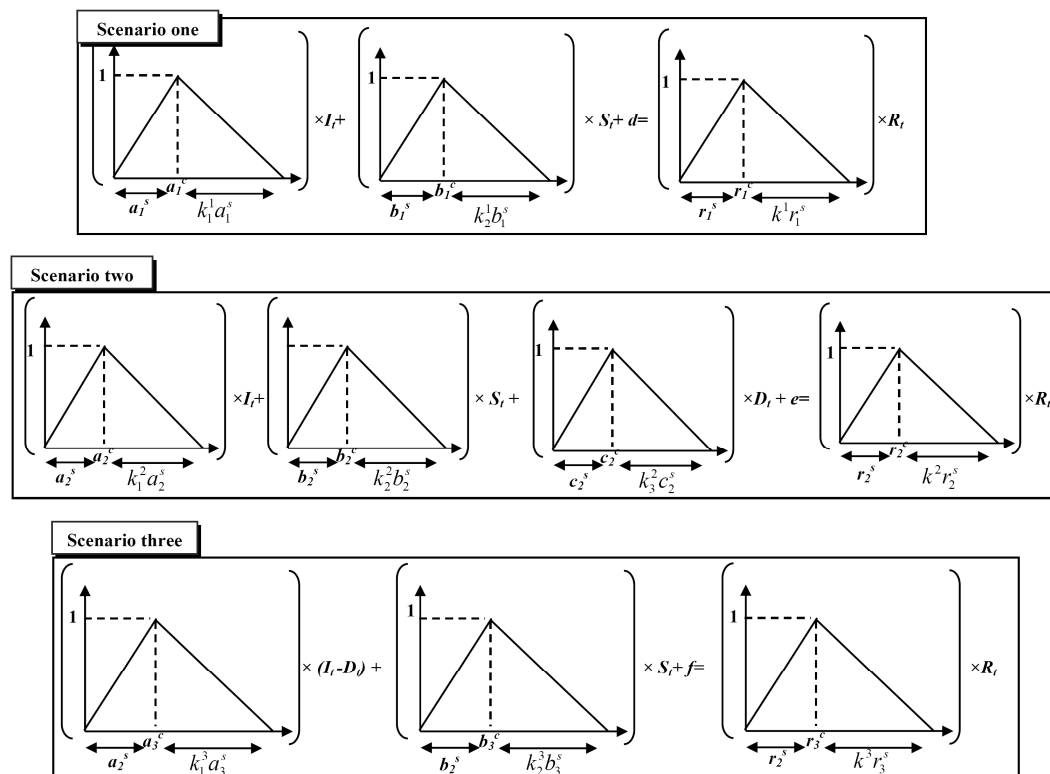 Scenario one
1 1 1
×Iₜ+ × Sₜ+ d= ×Rₜ
a₁ᶜ b₁ᶜ r₁ᶜ
a₁ˢ k₁¹a₁ˢ b₁ˢ k₂¹b₁ˢ r₁ˢ k¹r₁ˢ
Scenario two
1 1 1 1
×Iₜ+ × Sₜ + ×Dₜ + e= ×Rₜ
a₂ᶜ b₂ᶜ c₂ᶜ r₂ᶜ
a₂ˢ k₁²a₂ˢ b₂ˢ k₂²b₂ˢ c₂ˢ k₃²c₂ˢ r₂ˢ k²r₂ˢ
Scenario three
1 1 1
× (Iₜ -Dₜ) + × Sₜ+ f= ×Rₜ
a₃ᶜ b₃ᶜ r₃ᶜ
a₂ˢ k₁³a₃ˢ b₂ˢ k₂³b₃ˢ r₂ˢ k³r₃ˢ